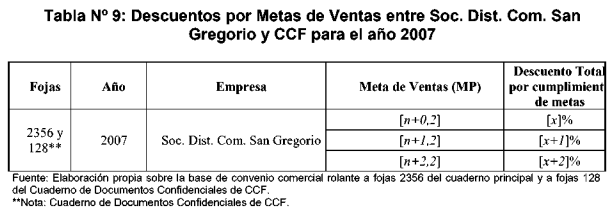 Tabla Nº 9: Descuentos por Metas de Ventas entre Soc. Dist. Com. San
Gregorio y CCF para el año 2007
Fojas Año Empresa Meta de Ventas (MP) Descuento Total
por cumplimient
de metas
2356 y
128** 2007 Soc. Dist. Com. San Gregorio [n+0,2] [x]%
[n+1,2] [x+1]%
[n+2,2] [x+2]%
Fuente: Elaboración propia sobre la base de convenio comercial rolante a fojas 2356 del cuaderno principal y a fojas 128
del Cuaderno de Documentos Confidenciales de CCF.
**Nota: Cuaderno de Documentos Confidenciales de CCF.